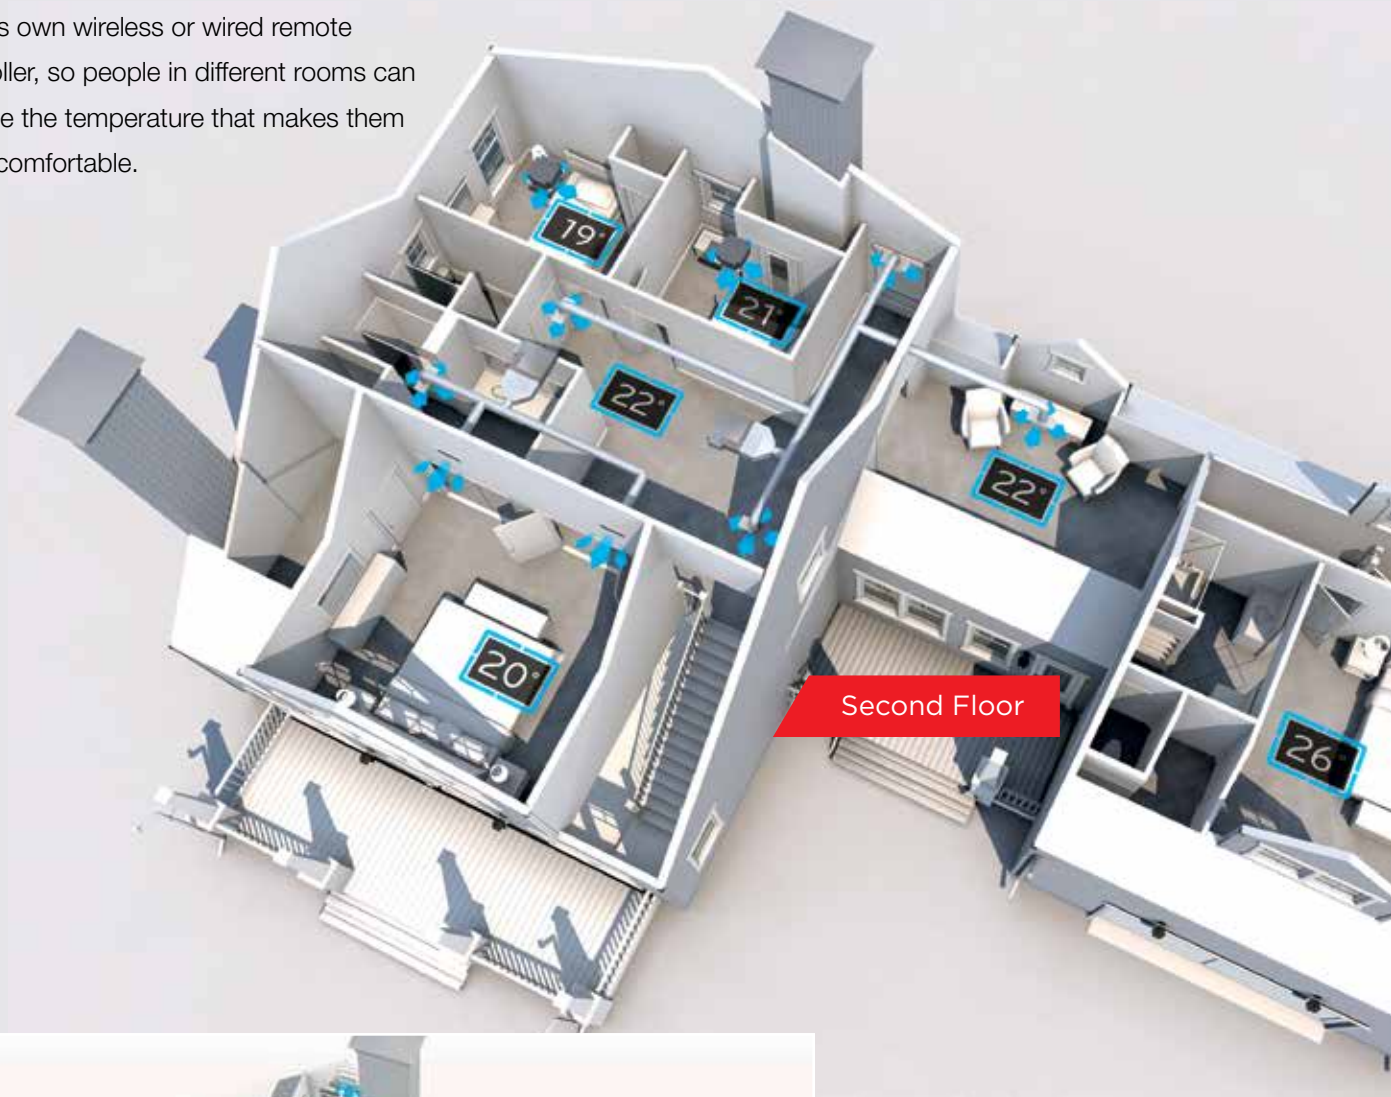 s own wireless or wired remote
ller, so people in different rooms can
e the temperature that makes them
comfortable.
19°
21°
22°
22°
20°
Second Floor
26°